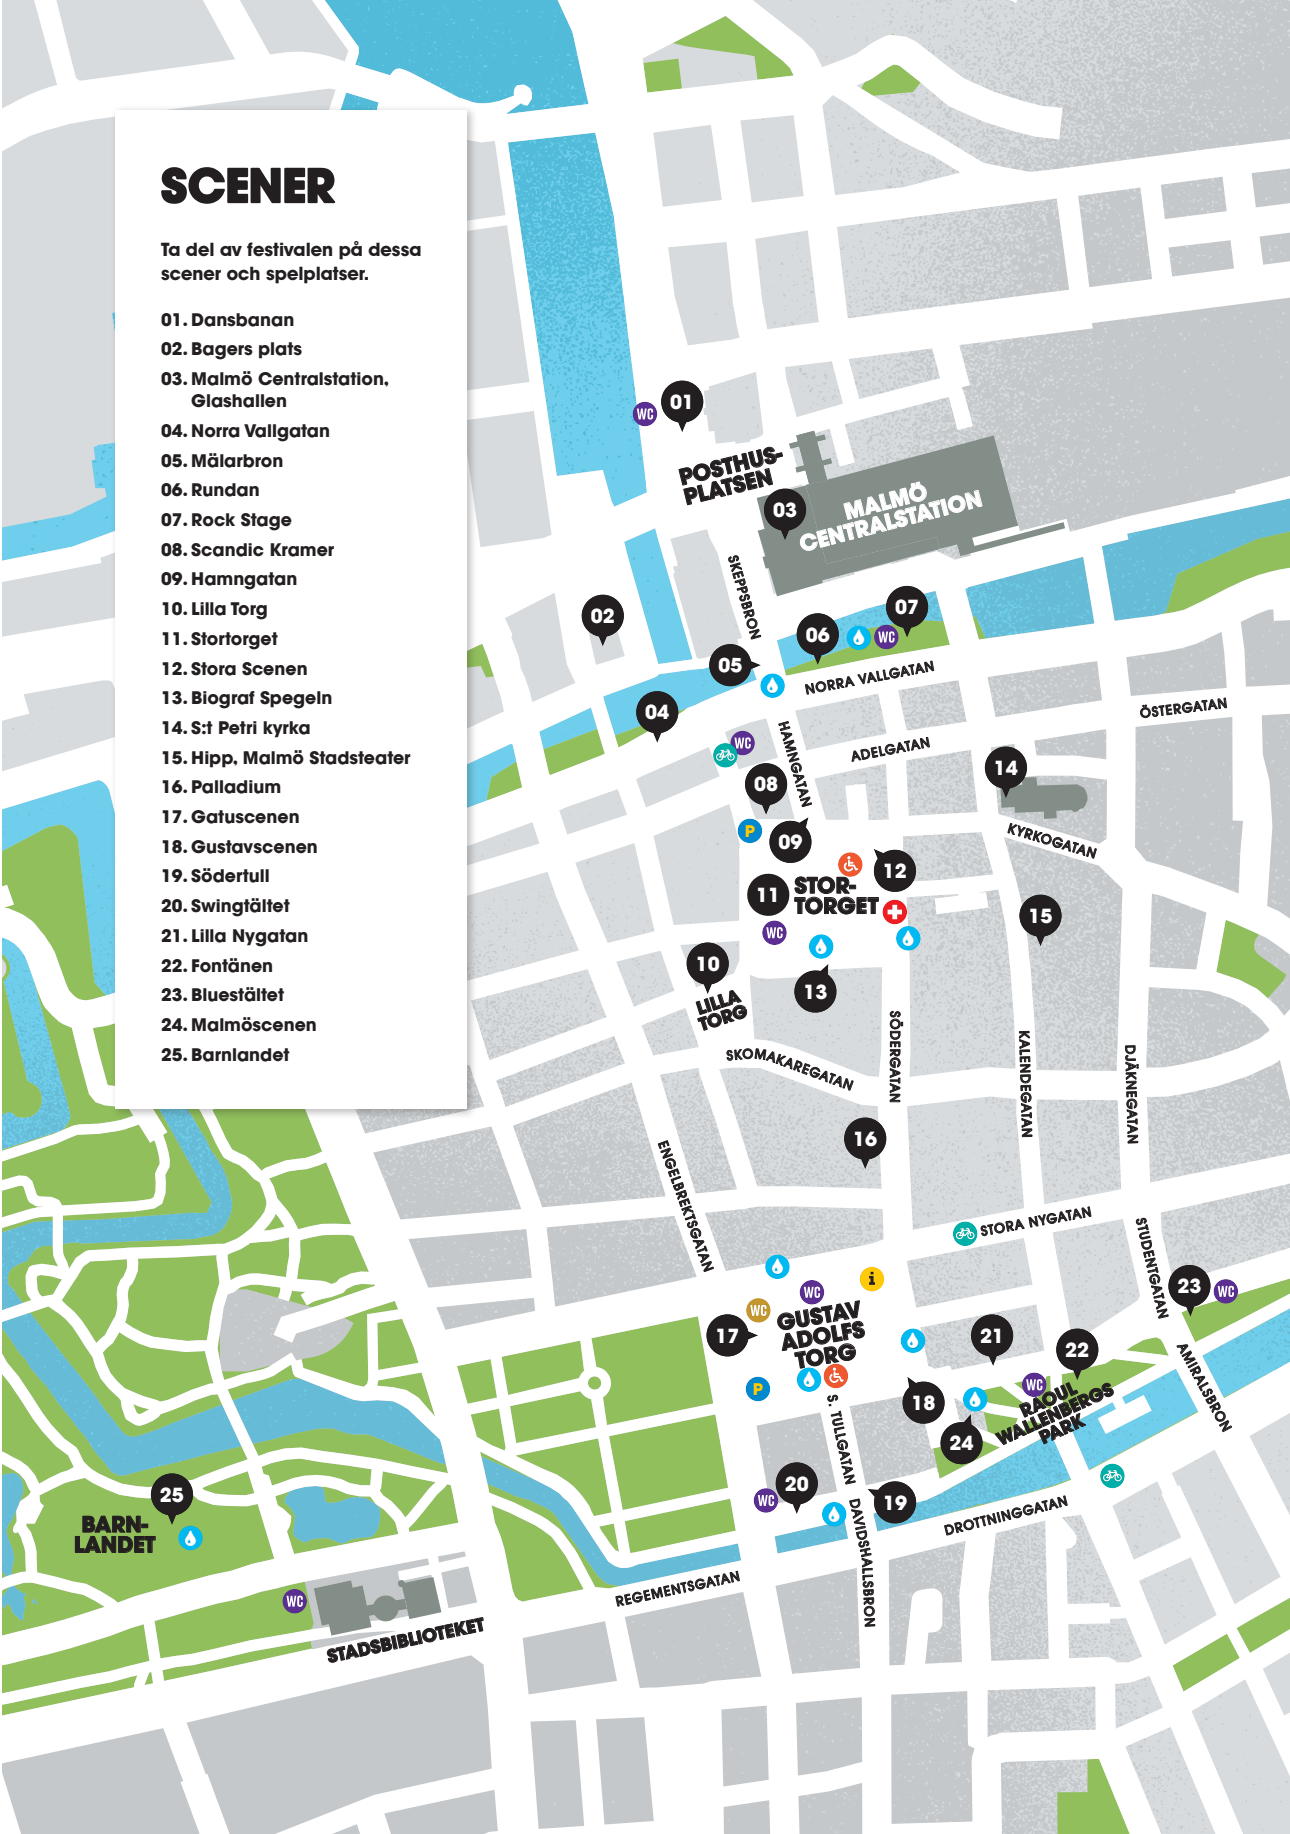 SCENER
Ta del av festivalen på dessa
scener och spelplatser.
01. Dansbanan
02. Bagers plats
03. Malmö Centralstation,
Glashallen
04. Norra Vallgatan
05. Mälarbron
06. Rundan
07. Rock Stage
08. Scandic Kramer
09. Hamngatan
10. Lilla Torg
11. Stortorget
12. Stora Scenen
13. Biograf Spegeln
14. S:t Petri kyrka
15. Hipp, Malmö Stadsteater
16. Palladium
17. Gatuscenen
18. Gustavscenen
19. Södertull
20. Swingtältet
21. Lilla Nygatan
22. Fontänen
23. Bluestältet
24. Malmöscenen
25. Barnlandet
WC
01
POSTHUS-
PLATSEN
03
MALMÖ
CENTRALSTATION
SKEPPSBRON
02
07
06
WC
05
NORRA VALLGATAN
04
ÖSTERGATAN
WC
HAMNGATAN
ADELGATAN
14
08
P
09
KYRKOGATAN
12
11
STOR-
TORGET
15
WC
10
LILLA
TORG
13
SÖDERGATAN
KALENDEGATAN
DJÄKNEGATAN
SKOMAKAREGATAN
16
ENGELBREKTSGATAN
STORA NYGATAN
STUDENTGATAN
i
23
WC
WC
WC
GUSTAV
ADOLFS
TORG
17
21
22
AMIRALSBRON
P
WC
RAOUL
WALLENBERGS
PARK
18
24
S. TULLGATAN
20
WC
19
DAVIDSHALLSBRON
DROTTNINGGATAN
25
BARN-
LANDET
REGEMENTSGATAN
WC
STADSBIBLIOTEKET